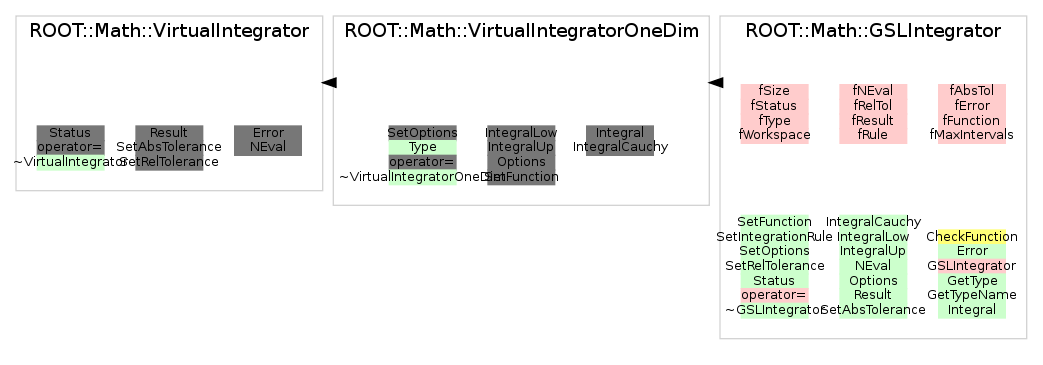 ROOT::Math::VirtualIntegrator
Status
operator=
~VirtualIntegrator
Result
SetAbsTolerance
SetRelTolerance
Error
NEval
ROOT::Math::VirtualIntegratorOneDim
SetOptions
Type
operator=
~VirtualIntegratorOneDim
IntegralLow
IntegralUp
Options
SetFunction
Integral
IntegralCauchy
ROOT::Math::GSLIntegrator
fSize
fStatus
fType
fWorkspace
fNEval
fRelTol
fResult
fRule
fAbsTol
fError
fFunction
fMaxIntervals
SetFunction
SetIntegrationRule
SetOptions
SetRelTolerance
Status
operator=
~GSLIntegrator
IntegralCauchy
IntegralLow
IntegralUp
NEval
Options
Result
SetAbsTolerance
CheckFunction
Error
GSLIntegrator
GetType
GetTypeName
Integral